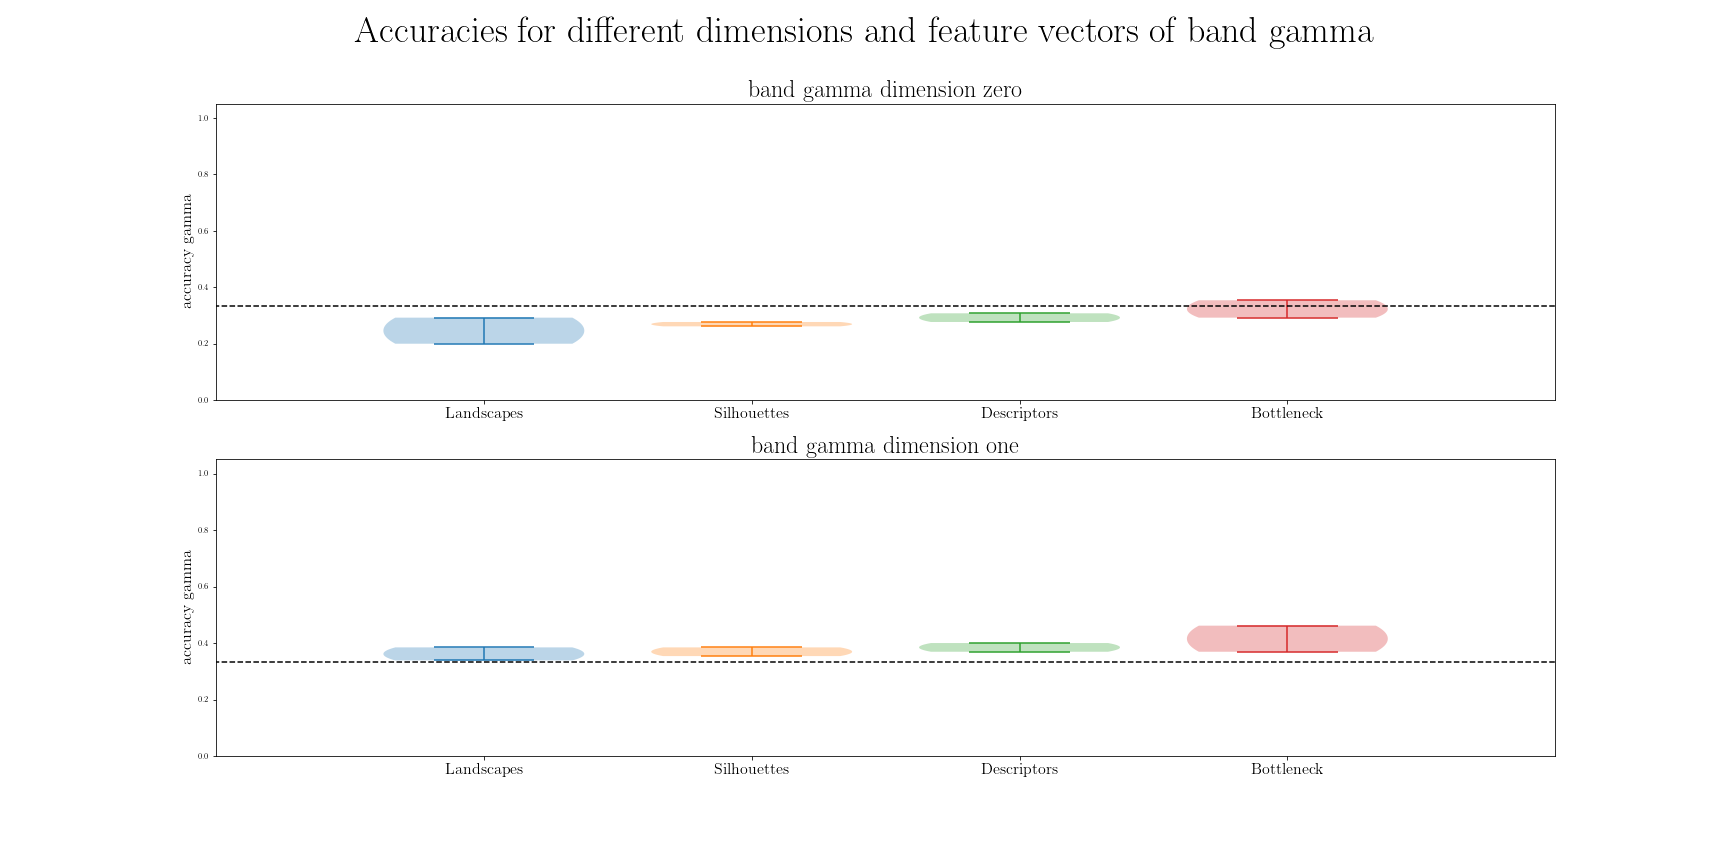 Accuracies for different dimensions and feature vectors of band gamma
band gamma dimension zero
accuracy gamma
1.0
0.8
0.6
0.4
0.2
0.0
Landscapes Silhouettes Descriptors Bottleneck
band gamma dimension one
accuracy gamma
1.0
0.8
0.6
0.4
0.2
0.0
Landscapes Silhouettes Descriptors Bottleneck